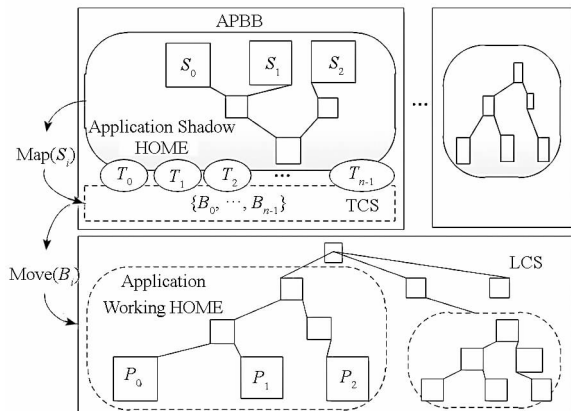 APBB
S₀ S₁ S₂
...
Application Shadow
HOME
Map(Sᵢ)
T₀ T₁ T₂ ... Tₙ₋₁
{B₀, ···, Bₙ₋₁} TCS
Move(Bᵢ)
LCS
Application
Working HOME
P₀ P₁ P₂